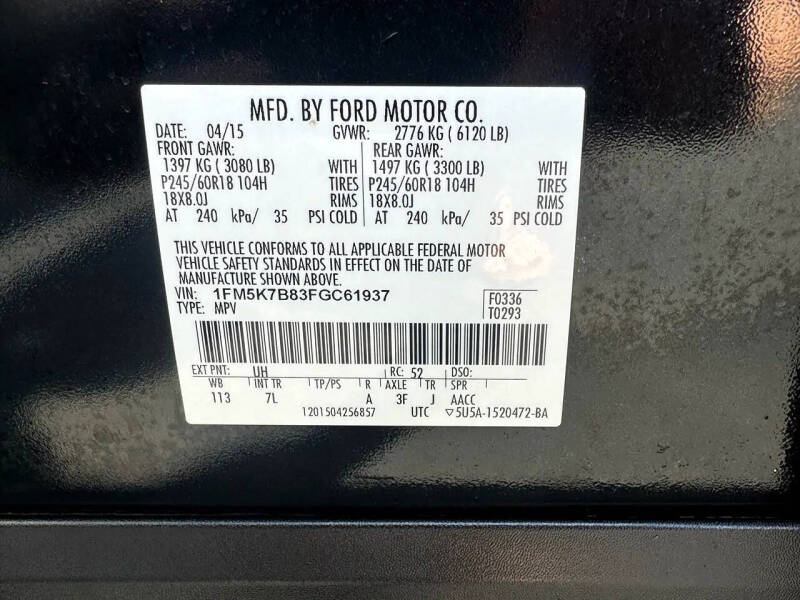 MFD. BY FORD MOTOR CO.
DATE: 04/15 GVWR: 2776 KG ( 6120 LB)
FRONT GAWR: REAR GAWR:
1397 KG ( 3080 LB) WITH 1497 KG ( 3300 LB) WITH
P245/60R18 104H TIRES P245/60R18 104H TIRES
18X8.0J RIMS 18X8.0J RIMS
AT 240 kPa/ 35 PSI COLD AT 240 kPa/ 35 PSI COLD
THIS VEHICLE CONFORMS TO ALL APPLICABLE FEDERAL MOTOR
VEHICLE SAFETY STANDARDS IN EFFECT ON THE DATE OF
MANUFACTURE SHOWN ABOVE.
VIN: 1FM5K7B83FGC61937 F0336
TYPE: MPV T0293
EXT PNT: UH RC: 52 DSO:
WB INT TR TP/PS R AXLE TR SPR
113 7L A 3F J AACC
1201504256857 UTC ▽5U5A-1520472-BA